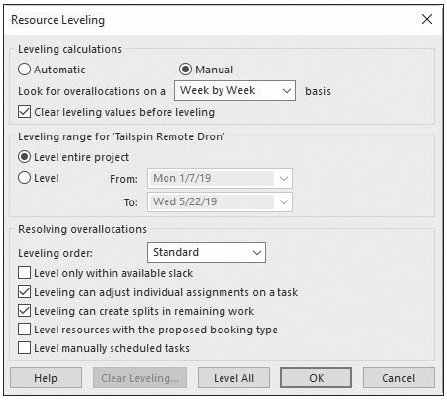 Resource Leveling
Leveling calculations
Automatic Manual
Look for overallocations on a Week by Week basis
Clear leveling values before leveling
Leveling range for 'Tailspin Remote Dron'
Level entire project
Level From: Mon 1/7/19
To: Wed 5/22/19
Resolving overallocations
Leveling order: Standard
Level only within available slack
Leveling can adjust individual assignments on a task
Leveling can create splits in remaining work
Level resources with the proposed booking type
Level manually scheduled tasks
Help Clear Leveling... Level All OK Cancel